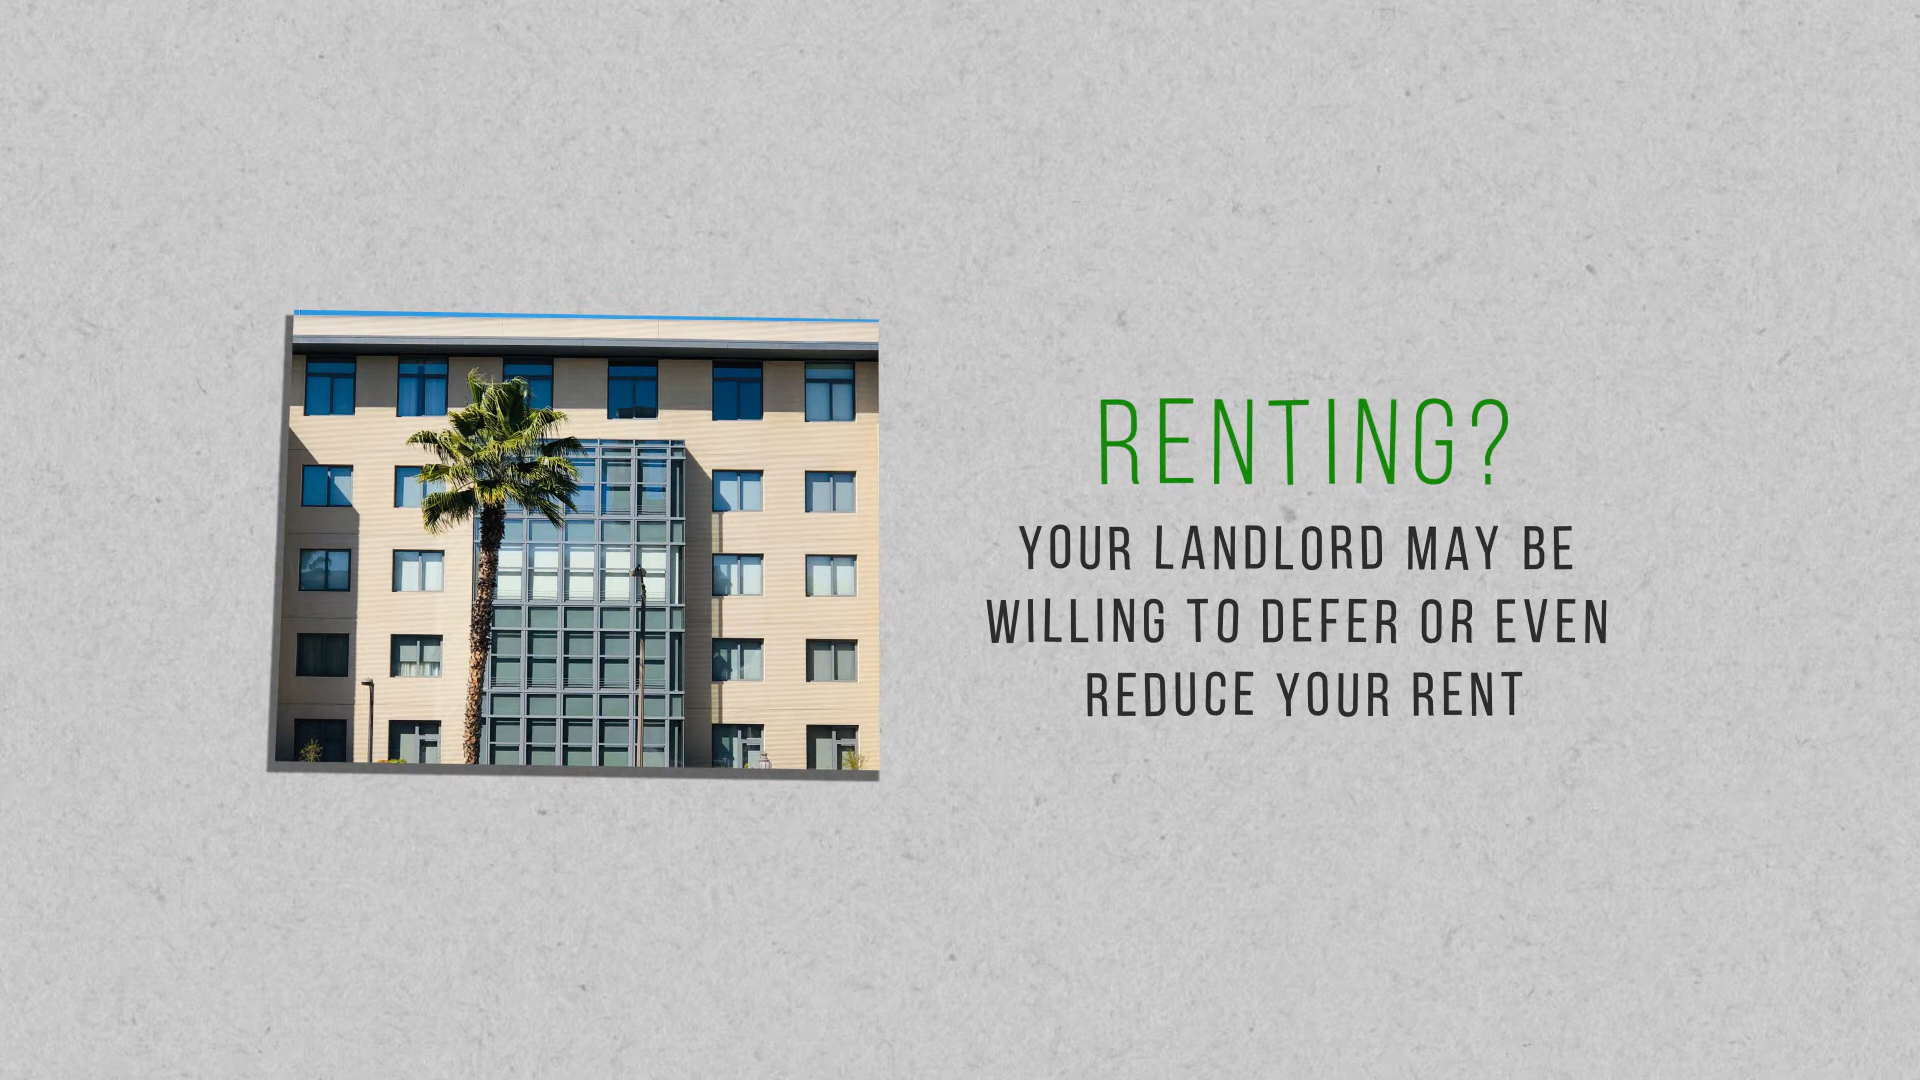 RENTING?
YOUR LANDLORD MAY BE
WILLING TO DEFER OR EVEN
REDUCE YOUR RENT